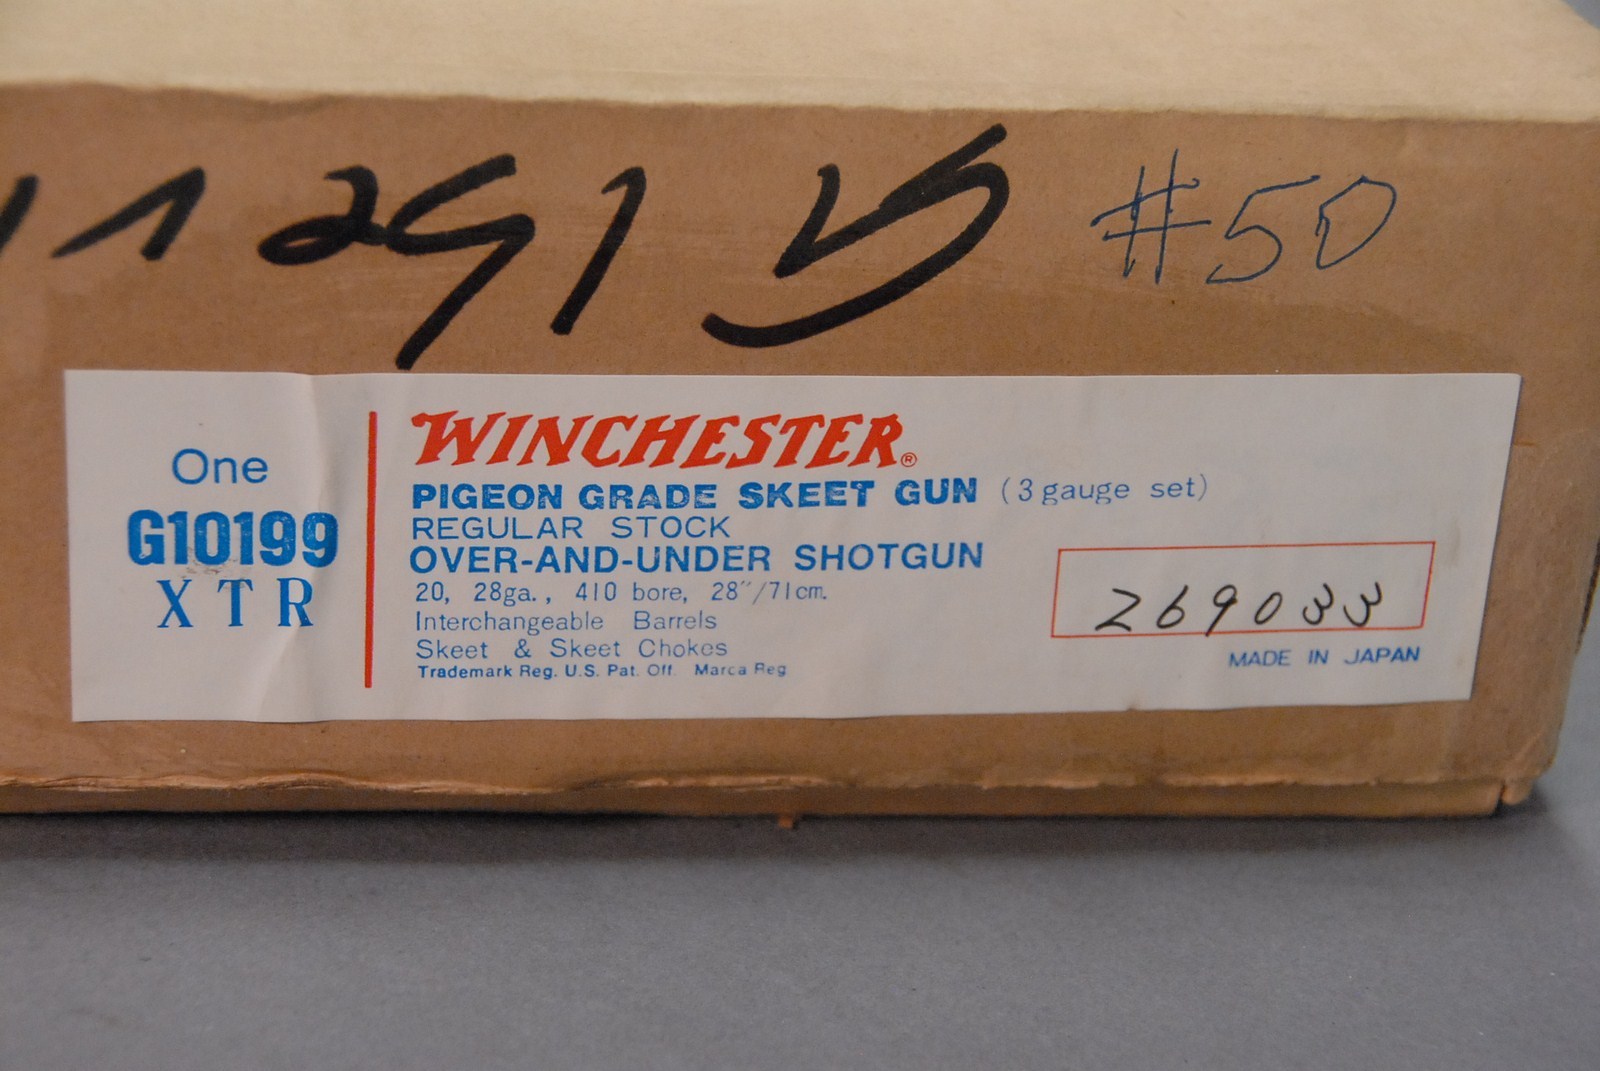 #50
One
G10199
XTR
WINCHESTER®
PIGEON GRADE SKEET GUN (3 gauge set)
REGULAR STOCK
OVER-AND-UNDER SHOTGUN
20, 28ga., 410 bore, 28″/71cm.
Interchangeable Barrels
Skeet & Skeet Chokes
Trademark Reg. U.S. Pat. Off. Marca Reg
269033
MADE IN JAPAN